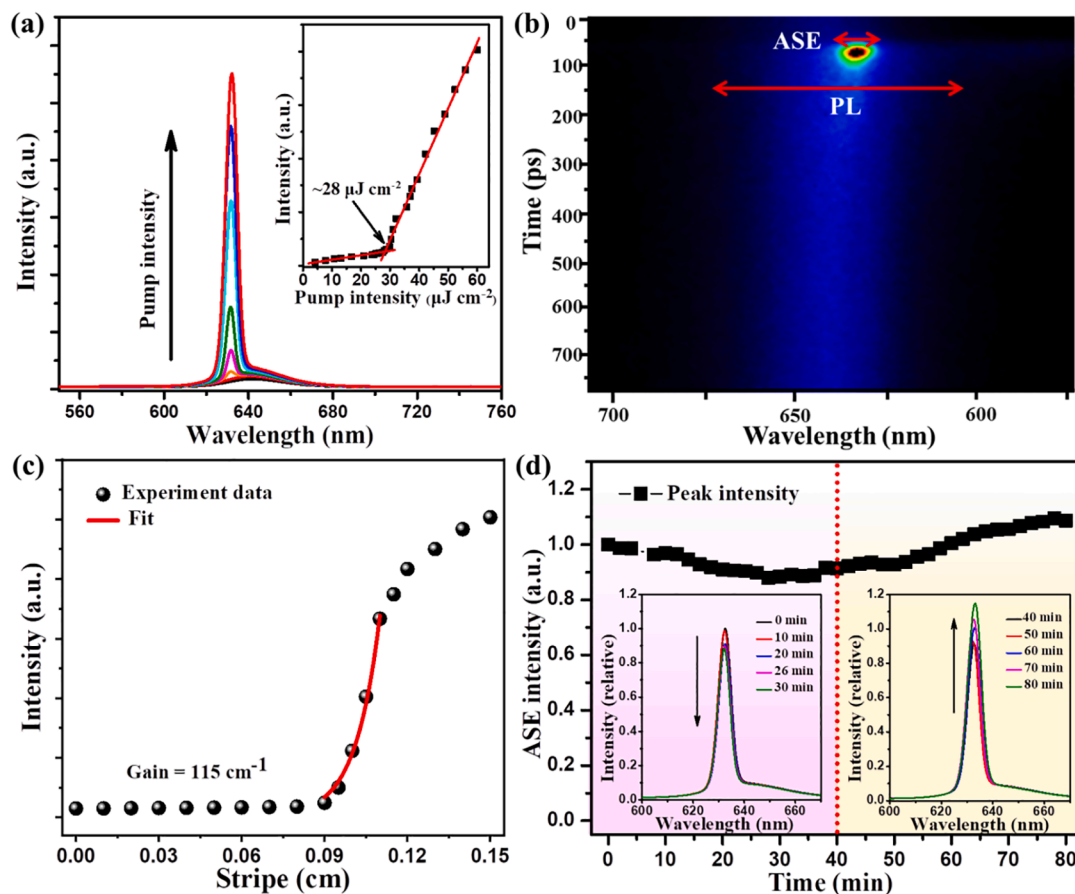 (a)
Intensity (a.u.)
Pump intensity
560 600 640 680 720 760
Wavelength (nm)
Intensity (a.u.)
~28 μJ cm-2
0 10 20 30 40 50 60
Pump intensity (μJ cm-2)
(b)
0
100
200
300
400
500
600
700
Time (ps)
ASE
PL
700 650 600
Wavelength (nm)
(c)
Intensity (a.u.)
Experiment data
Fit
Gain = 115 cm-1
0.00 0.03 0.06 0.09 0.12 0.15
Stripe (cm)
(d)
ASE intensity (a.u.)
1.2
1.0
0.8
0.6
0.4
0.2
0.0
Peak intensity
Intensity (relative)
1.2
1.0
0.8
0.6
0.4
0.2
0.0
0 min
10 min
20 min
26 min
30 min
600 620 640 660
Wavelength (nm)
Intensity (relative)
1.2
1.0
0.8
0.6
0.4
0.2
0.0
40 min
50 min
60 min
70 min
80 min
600 620 640 660
Wavelength (nm)
0 10 20 30 40 50 60 70 80
Time (min)